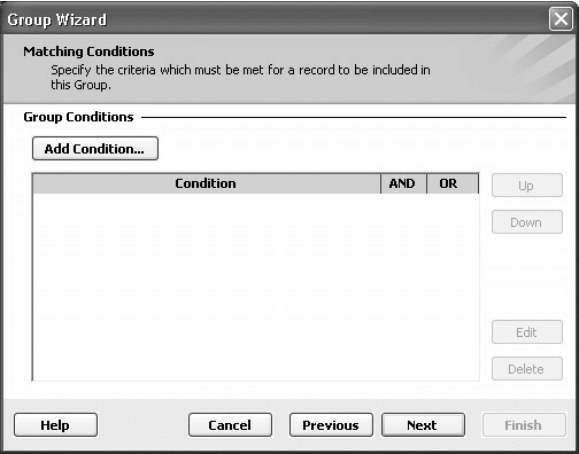 Group Wizard
Matching Conditions
Specify the criteria which must be met for a record to be included in
this Group.
Group Conditions
Add Condition...
Condition AND OR
Up
Down
Edit
Delete
Help Cancel Previous Next Finish